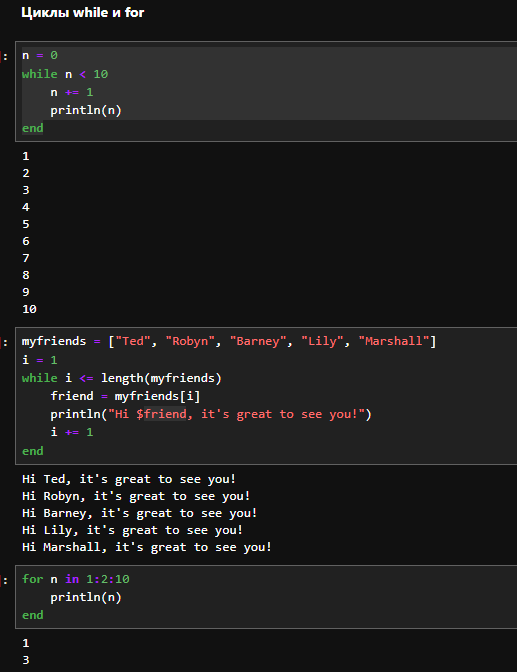 Циклы while и for
n = 0
while n < 10
    n += 1
    println(n)
end
1
2
3
4
5
6
7
8
9
10
myfriends = ["Ted", "Robyn", "Barney", "Lily", "Marshall"]
i = 1
while i <= length(myfriends)
    friend = myfriends[i]
    println("Hi $friend, it's great to see you!")
    i += 1
end
Hi Ted, it's great to see you!
Hi Robyn, it's great to see you!
Hi Barney, it's great to see you!
Hi Lily, it's great to see you!
Hi Marshall, it's great to see you!
for n in 1:2:10
    println(n)
end
1
3